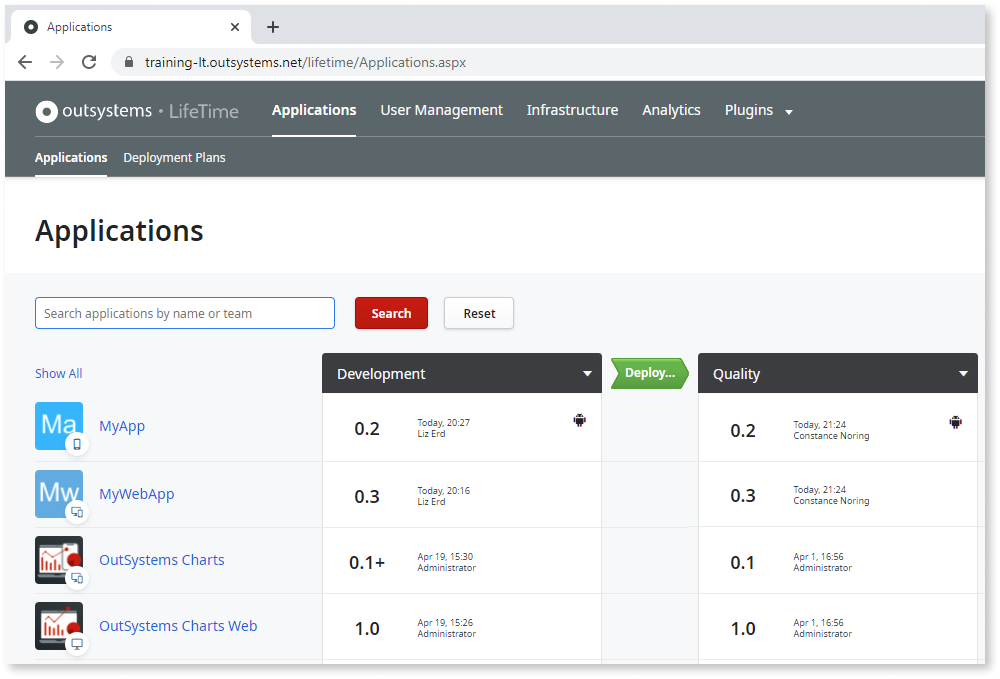 Applications
training-lt.outsystems.net/lifetime/Applications.aspx
outsystems • LifeTime Applications User Management Infrastructure Analytics Plugins
Applications Deployment Plans
Applications
Search applications by name or team Search Reset
Show All Development Deploy... Quality
Ma MyApp 0.2 Today, 20:27 Liz Erd 0.2 Today, 21:24 Constance Noring
Mw MyWebApp 0.3 Today, 20:16 Liz Erd 0.3 Today, 21:24 Constance Noring
OutSystems Charts 0.1+ Apr 19, 15:30 Administrator 0.1 Apr 1, 16:56 Administrator
OutSystems Charts Web 1.0 Apr 19, 15:26 Administrator 1.0 Apr 1, 16:56 Administrator